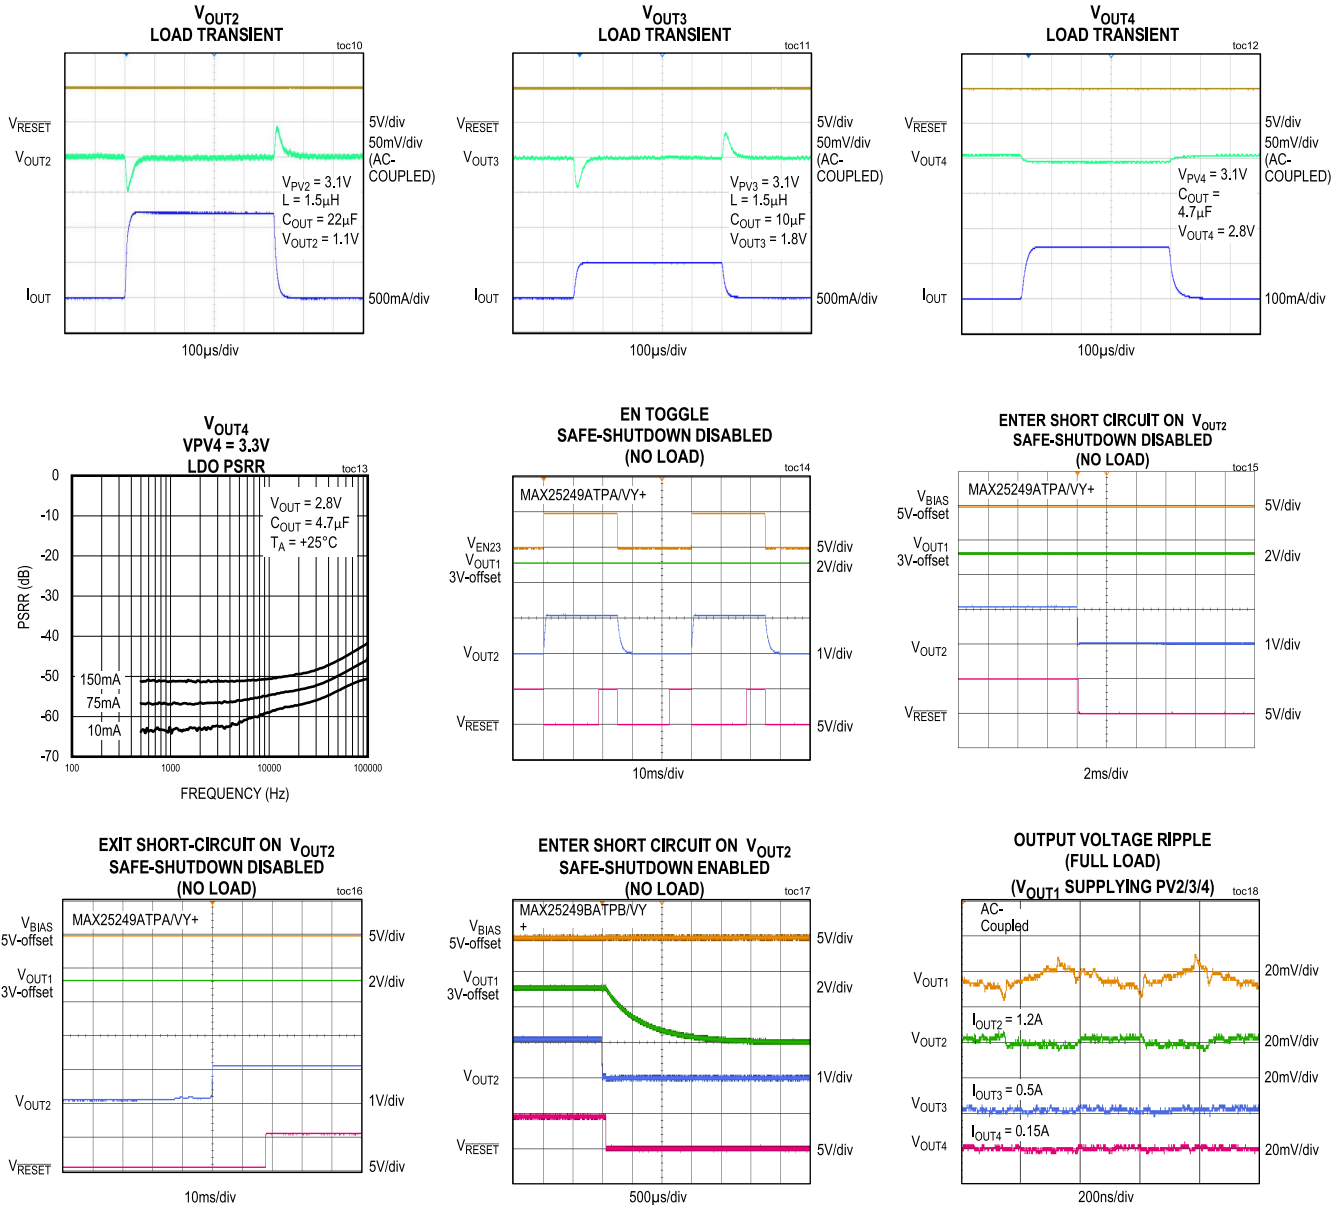 VOUT2
LOAD TRANSIENT
toc10
VRESET
VOUT2
IOUT
5V/div
50mV/div
(AC-
COUPLED)
VPV2 = 3.1V
L = 1.5µH
COUT = 22µF
VOUT2 = 1.1V
500mA/div
100µs/div
VOUT3
LOAD TRANSIENT
toc11
VRESET
VOUT3
IOUT
5V/div
50mV/div
(AC-
COUPLED)
VPV3 = 3.1V
L = 1.5µH
COUT = 10µF
VOUT3 = 1.8V
500mA/div
100µs/div
VOUT4
LOAD TRANSIENT
toc12
VRESET
VOUT4
IOUT
5V/div
50mV/div
(AC-
COUPLED)
VPV4 = 3.1V
COUT =
4.7µF
VOUT4 = 2.8V
100mA/div
100µs/div
VOUT4
VPV4 = 3.3V
LDO PSRR
toc13
PSRR (dB)
0
-10
-20
-30
-40
-50
-60
-70
VOUT = 2.8V
COUT = 4.7µF
TA = +25°C
150mA
75mA
10mA
100
1000
10000
100000
FREQUENCY (Hz)
EN TOGGLE
SAFE-SHUTDOWN DISABLED
(NO LOAD)
toc14
MAX25249ATPA/VY+
VEN23
VOUT1
3V-offset
VOUT2
VRESET
5V/div
2V/div
1V/div
5V/div
10ms/div
ENTER SHORT CIRCUIT ON VOUT2
SAFE-SHUTDOWN DISABLED
(NO LOAD)
toc15
MAX25249ATPA/VY+
VBIAS
5V-offset
VOUT1
3V-offset
VOUT2
VRESET
5V/div
2V/div
1V/div
5V/div
2ms/div
EXIT SHORT-CIRCUIT ON VOUT2
SAFE-SHUTDOWN DISABLED
(NO LOAD)
toc16
MAX25249ATPA/VY+
VBIAS
5V-offset
VOUT1
3V-offset
VOUT2
VRESET
5V/div
2V/div
1V/div
5V/div
10ms/div
ENTER SHORT CIRCUIT ON VOUT2
SAFE-SHUTDOWN ENABLED
(NO LOAD)
toc17
MAX25249BATPB/VY
+
VBIAS
5V-offset
VOUT1
3V-offset
VOUT2
VRESET
5V/div
2V/div
1V/div
5V/div
500µs/div
OUTPUT VOLTAGE RIPPLE
(FULL LOAD)
(VOUT1 SUPPLYING PV2/3/4)
toc18
AC-
Coupled
VOUT1
VOUT2
VOUT3
VOUT4
IOUT2 = 1.2A
IOUT3 = 0.5A
IOUT4 = 0.15A
20mV/div
20mV/div
20mV/div
20mV/div
200ns/div